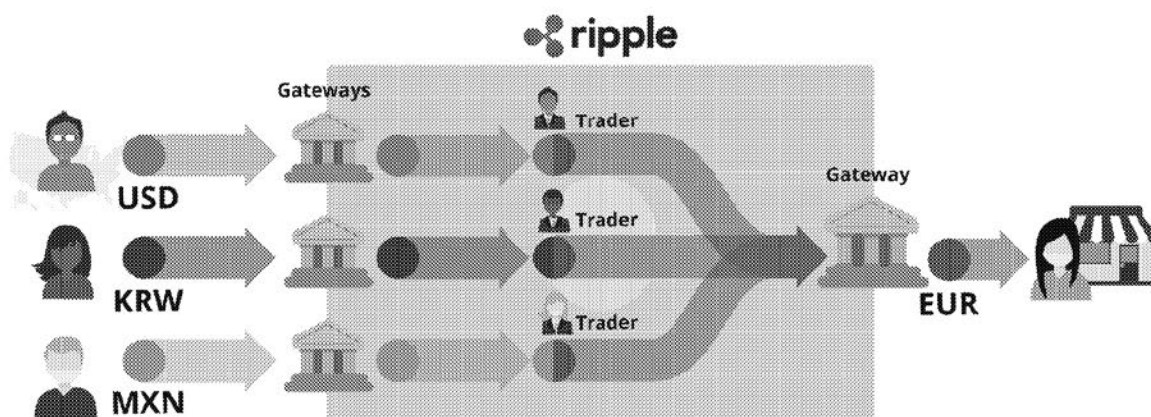 ripple
Gateways
Trader
USD
Gateway
Trader
KRW
EUR
Trader
MXN